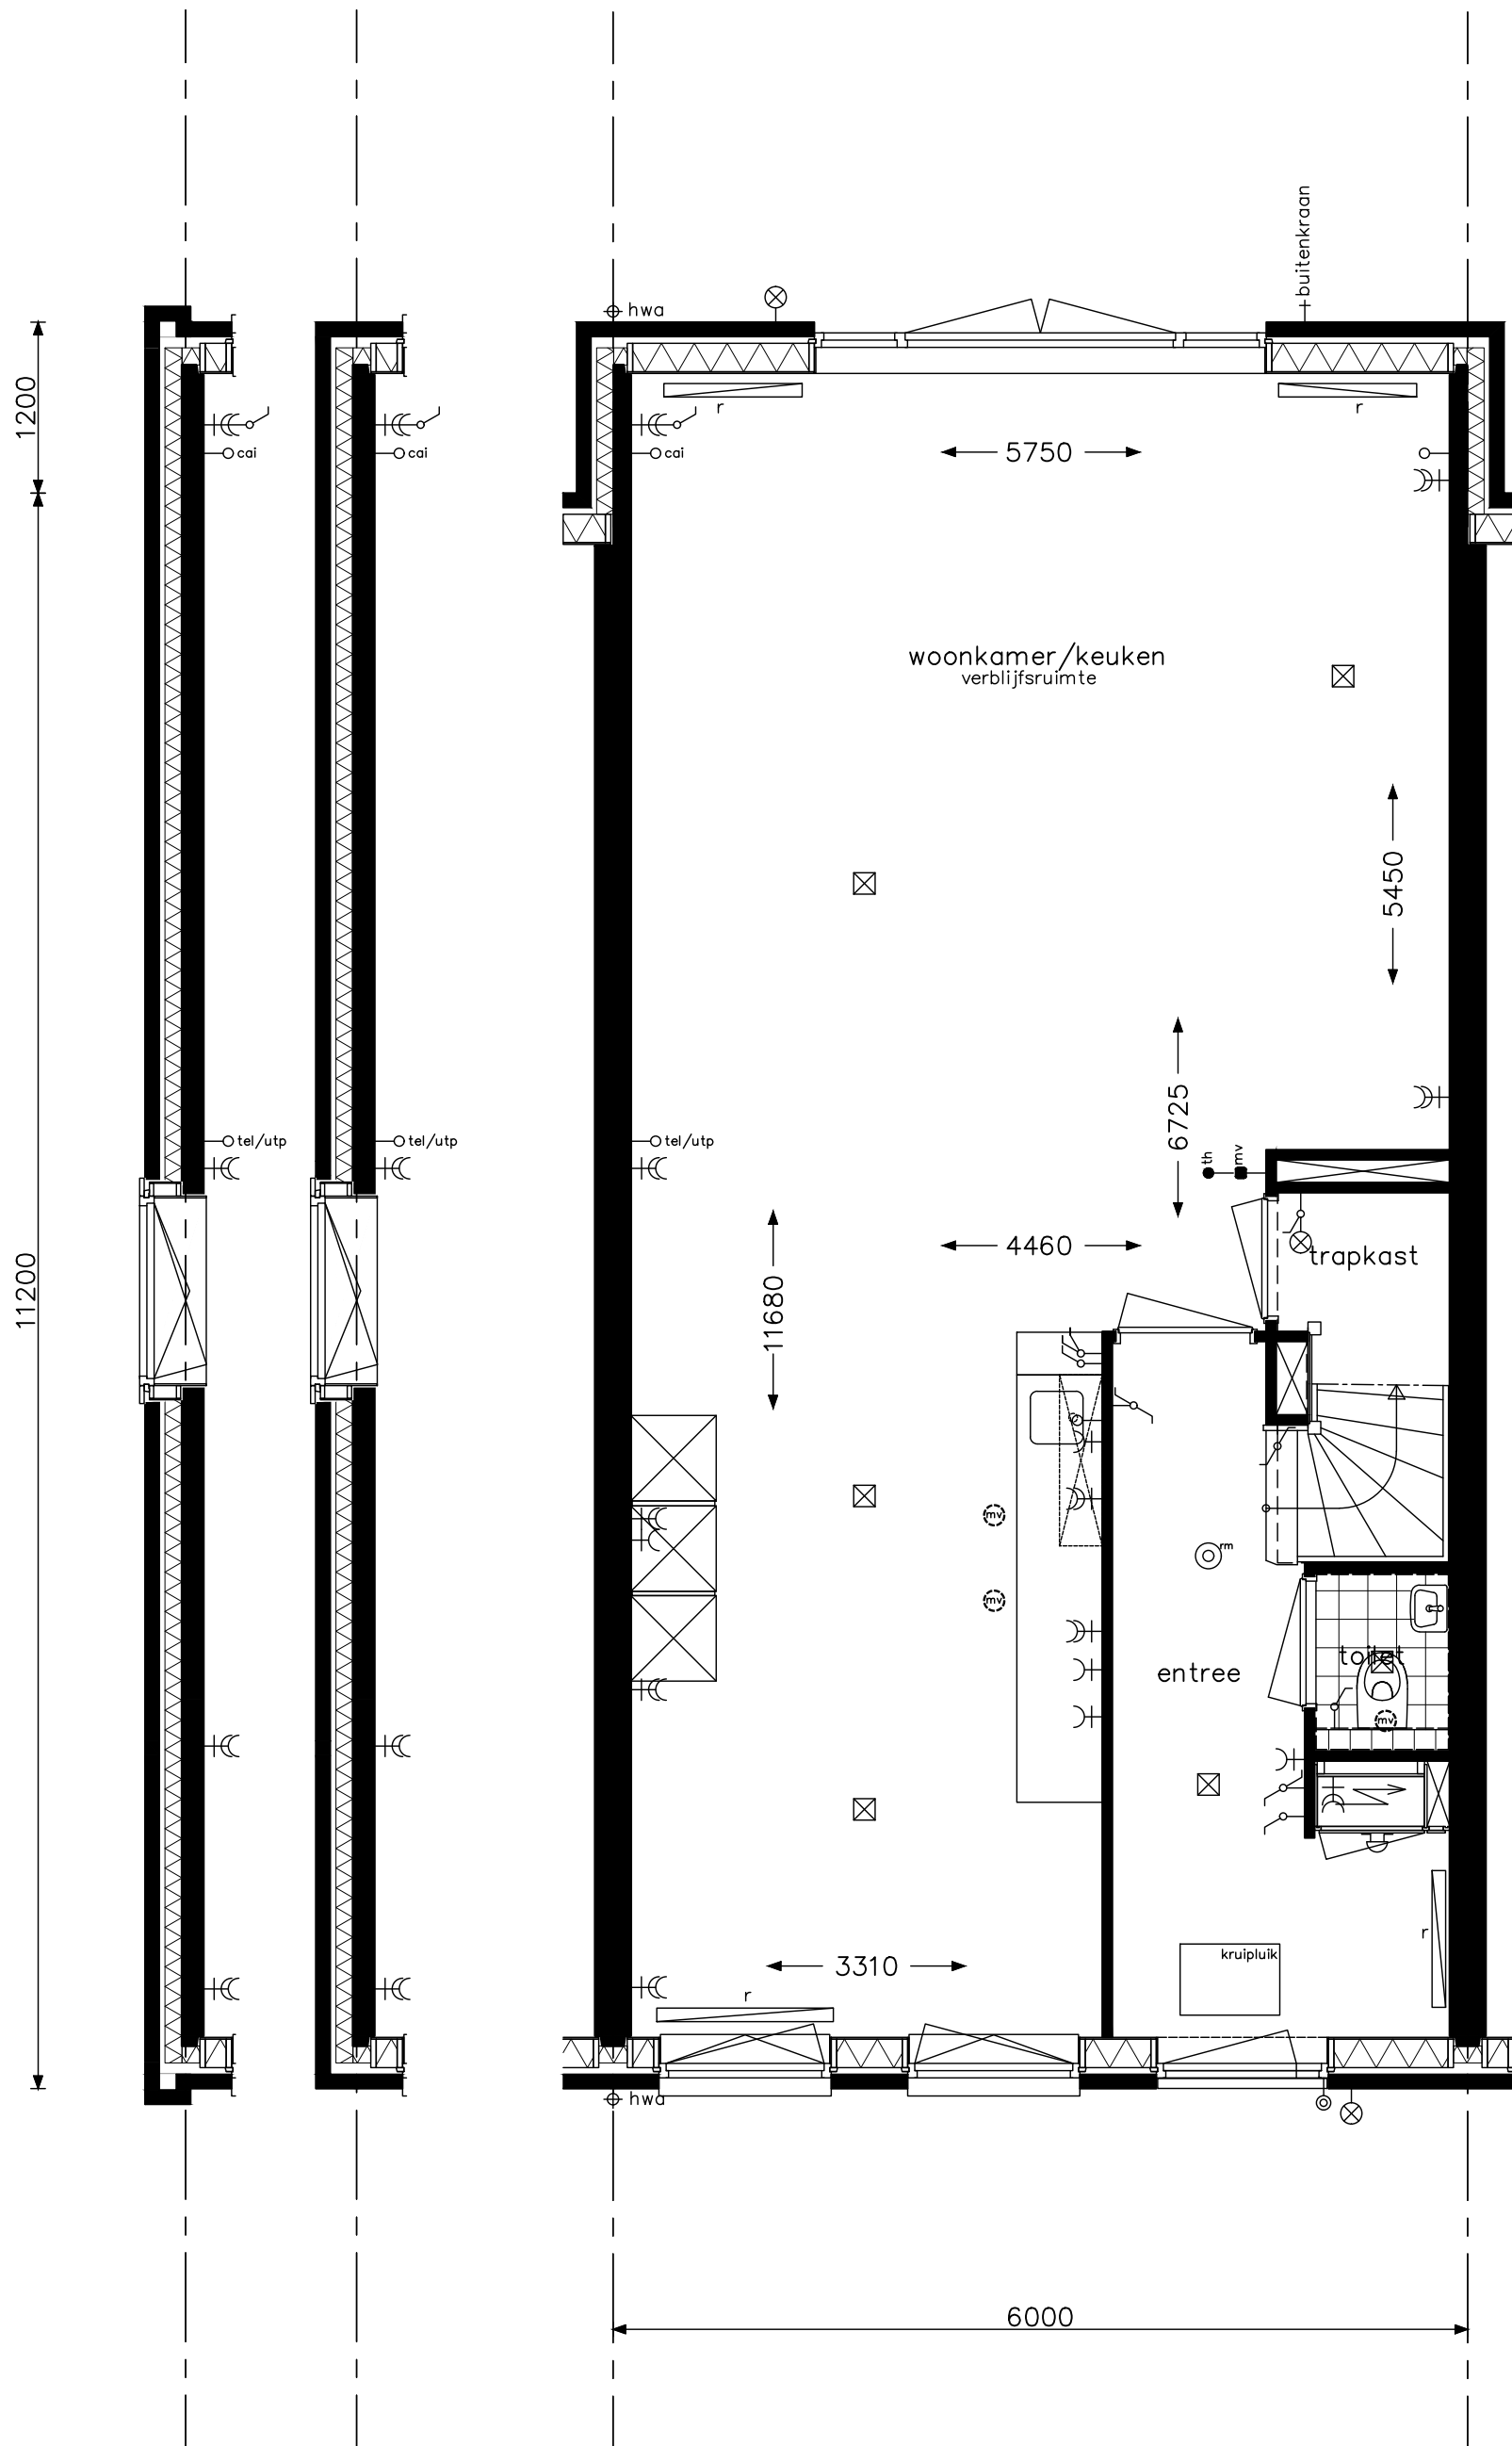 buitenkraan
hwa
1200
r
r
cai
cai
cai
5750
woonkamer/keuken
verblijfsruimte
5450
6725
tel/utp
tel/utp
tel/utp
th
mv
4460
trapkast
11200
11680
mv
rm
mv
toilet
entree
mv
r
kruipluik
3310
r
hwa
6000